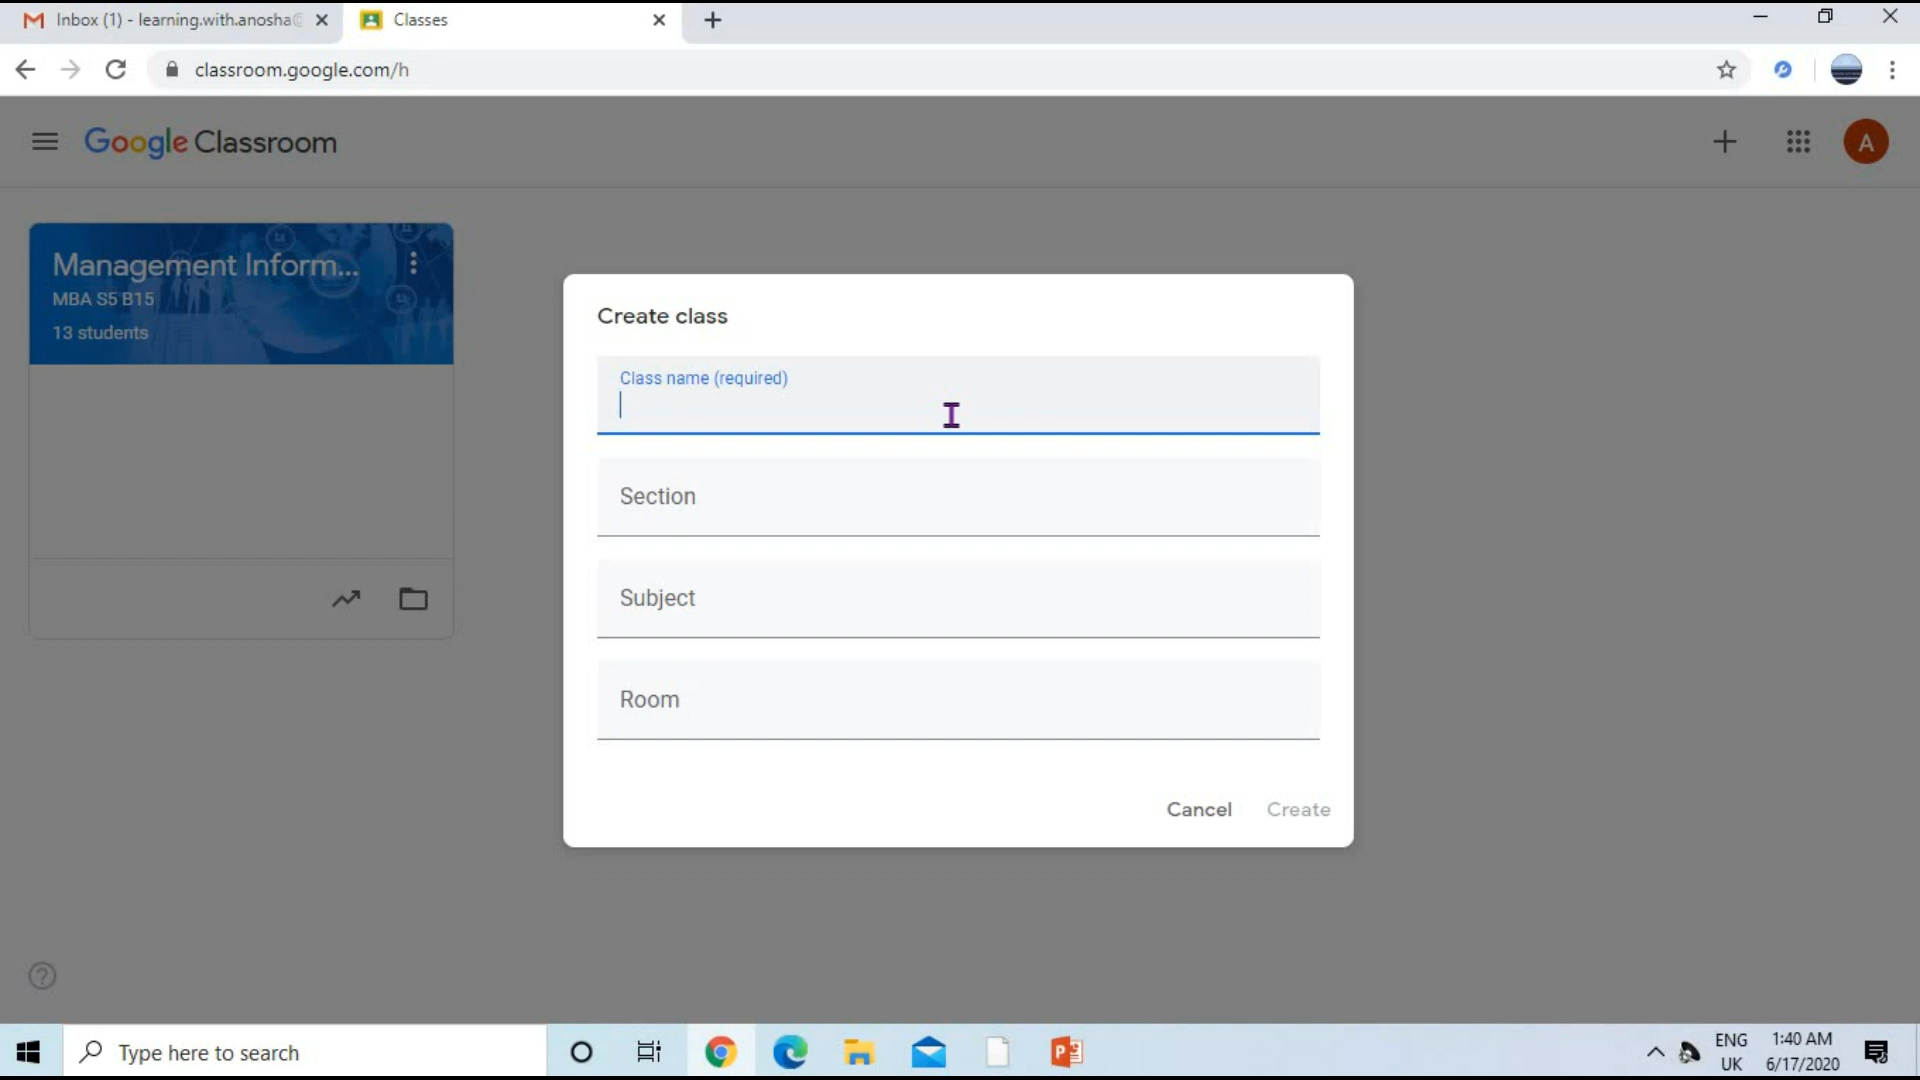 Inbox (1) - learning.with.anosha@
Classes
classroom.google.com/h
Google Classroom
A
Management Inform...
MBA S5 B15
13 students
Create class
Class name (required)
Section
Subject
Room
Cancel
Create
Type here to search
ENG
UK
1:40 AM
6/17/2020